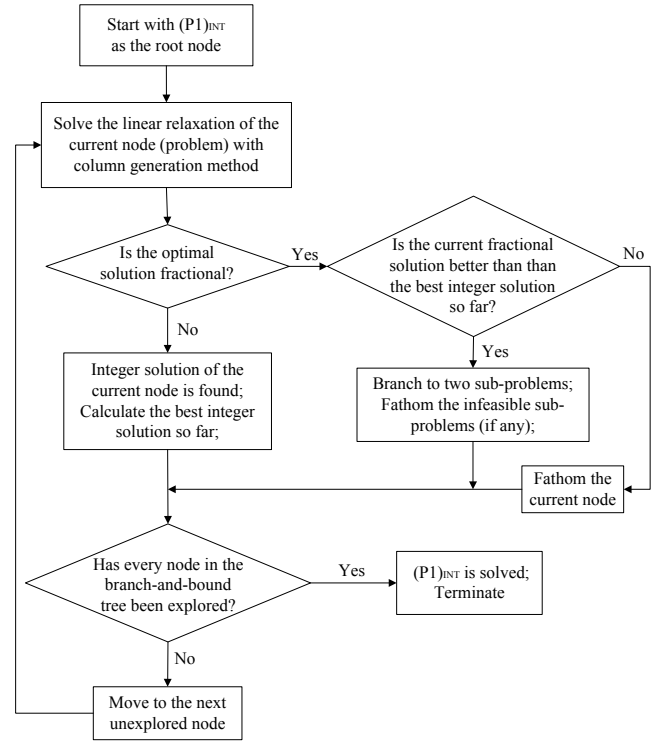 Start with (P1)INT
as the root node
Solve the linear relaxation of the
current node (problem) with
column generation method
Is the optimal
solution fractional?
Yes
Is the current fractional
solution better than than
the best integer solution
so far?
No
No
Yes
Integer solution of the
current node is found;
Calculate the best integer
solution so far;
Branch to two sub-problems;
Fathom the infeasible sub-
problems (if any);
Fathom the
current node
Has every node in the
branch-and-bound
tree been explored?
Yes
(P1)INT is solved;
Terminate
No
Move to the next
unexplored node